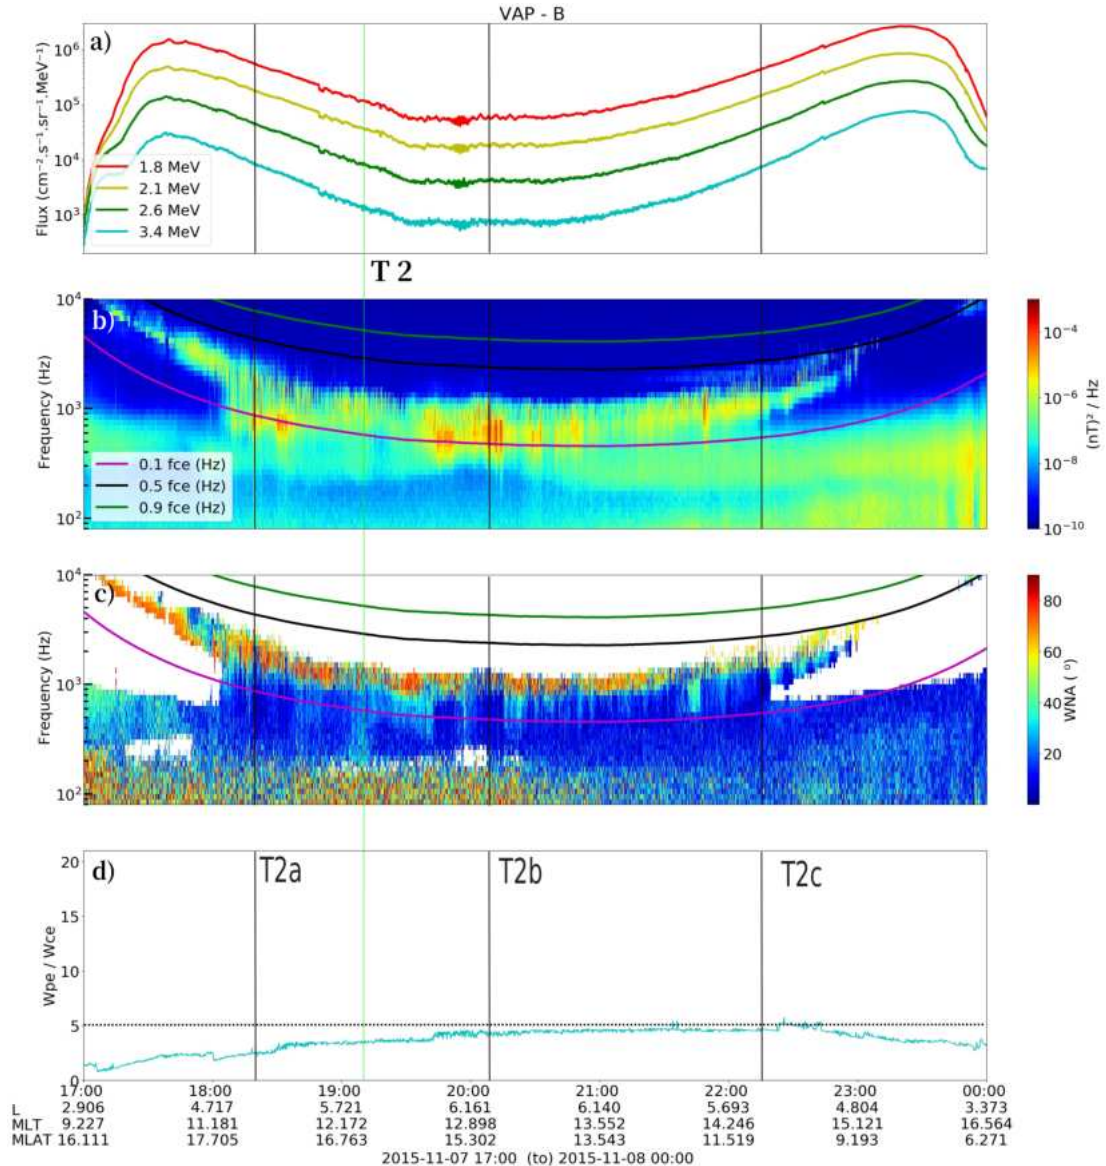 VAP - B
a)
10⁶
10⁵
10⁴
10³
Flux (cm⁻².s⁻¹.sr⁻¹.MeV⁻¹)
1.8 MeV
2.1 MeV
2.6 MeV
3.4 MeV
T 2
b)
10⁴
10³
10²
Frequency (Hz)
0.1 fce (Hz)
0.5 fce (Hz)
0.9 fce (Hz)
10⁻⁴
10⁻⁶
10⁻⁸
10⁻¹⁰
(nT)² / Hz
c)
10⁴
10³
10²
Frequency (Hz)
80
60
40
20
WNA ( °)
d)
T2a T2b T2c
20
15
10
5
0
Wpe / Wce
17:00 18:00 19:00 20:00 21:00 22:00 23:00 00:00
L 2.906 4.717 5.721 6.161 6.140 5.693 4.804 3.373
MLT 9.227 11.181 12.172 12.898 13.552 14.246 15.121 16.564
MLAT 16.111 17.705 16.763 15.302 13.543 11.519 9.193 6.271
2015-11-07 17:00 (to) 2015-11-08 00:00